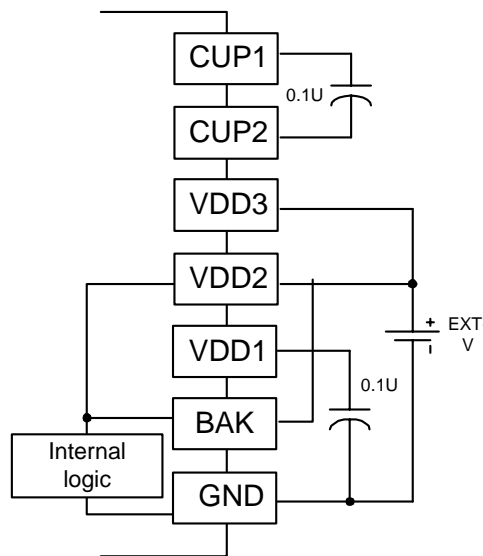 CUP1
0.1U
CUP2
VDD3
VDD2
+ EXT
V
VDD1
0.1U
BAK
Internal
logic
GND